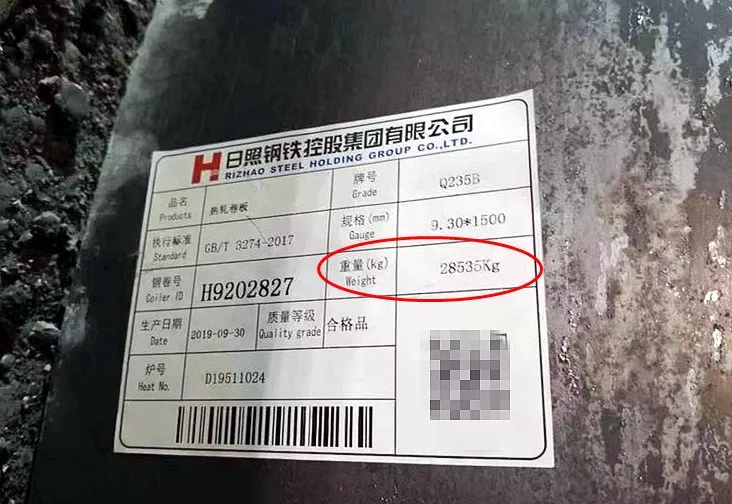 H 日照钢铁控股集团有限公司
RIZHAO STEEL HOLDING GROUP CO.,LTD.
品名
Products
热轧卷板
牌号
Grade
Q235B
执行标准
Standard
GB/T 3274-2017
规格(mm)
Gauge
9.30*1500
钢卷号
Coiler ID
H9202827
重量(kg)
Weight
28535Kg
生产日期
Date
2019-09-30
质量等级
Quality grade
合格品
炉号
Heat No.
D19511024